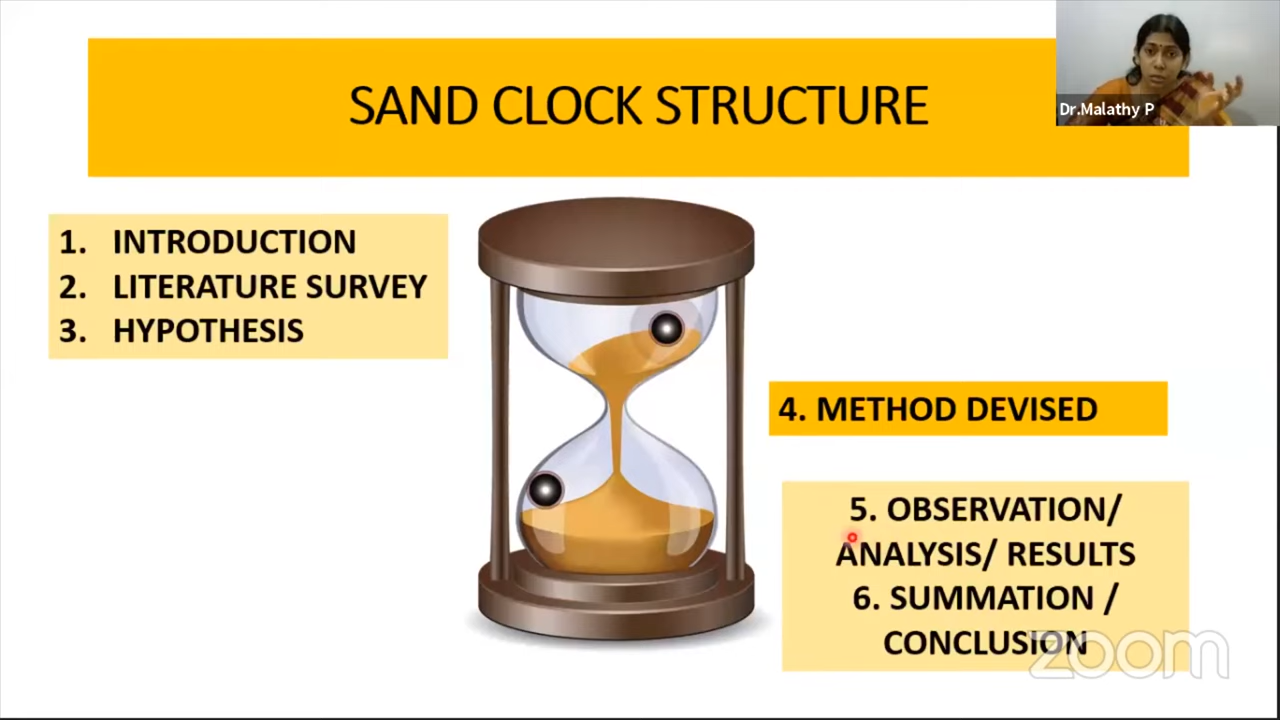 SAND CLOCK STRUCTURE
Dr.Malathy P
1. INTRODUCTION
2. LITERATURE SURVEY
3. HYPOTHESIS
4. METHOD DEVISED
5. OBSERVATION/
ANALYSIS/ RESULTS
6. SUMMATION /
CONCLUSION
zoom